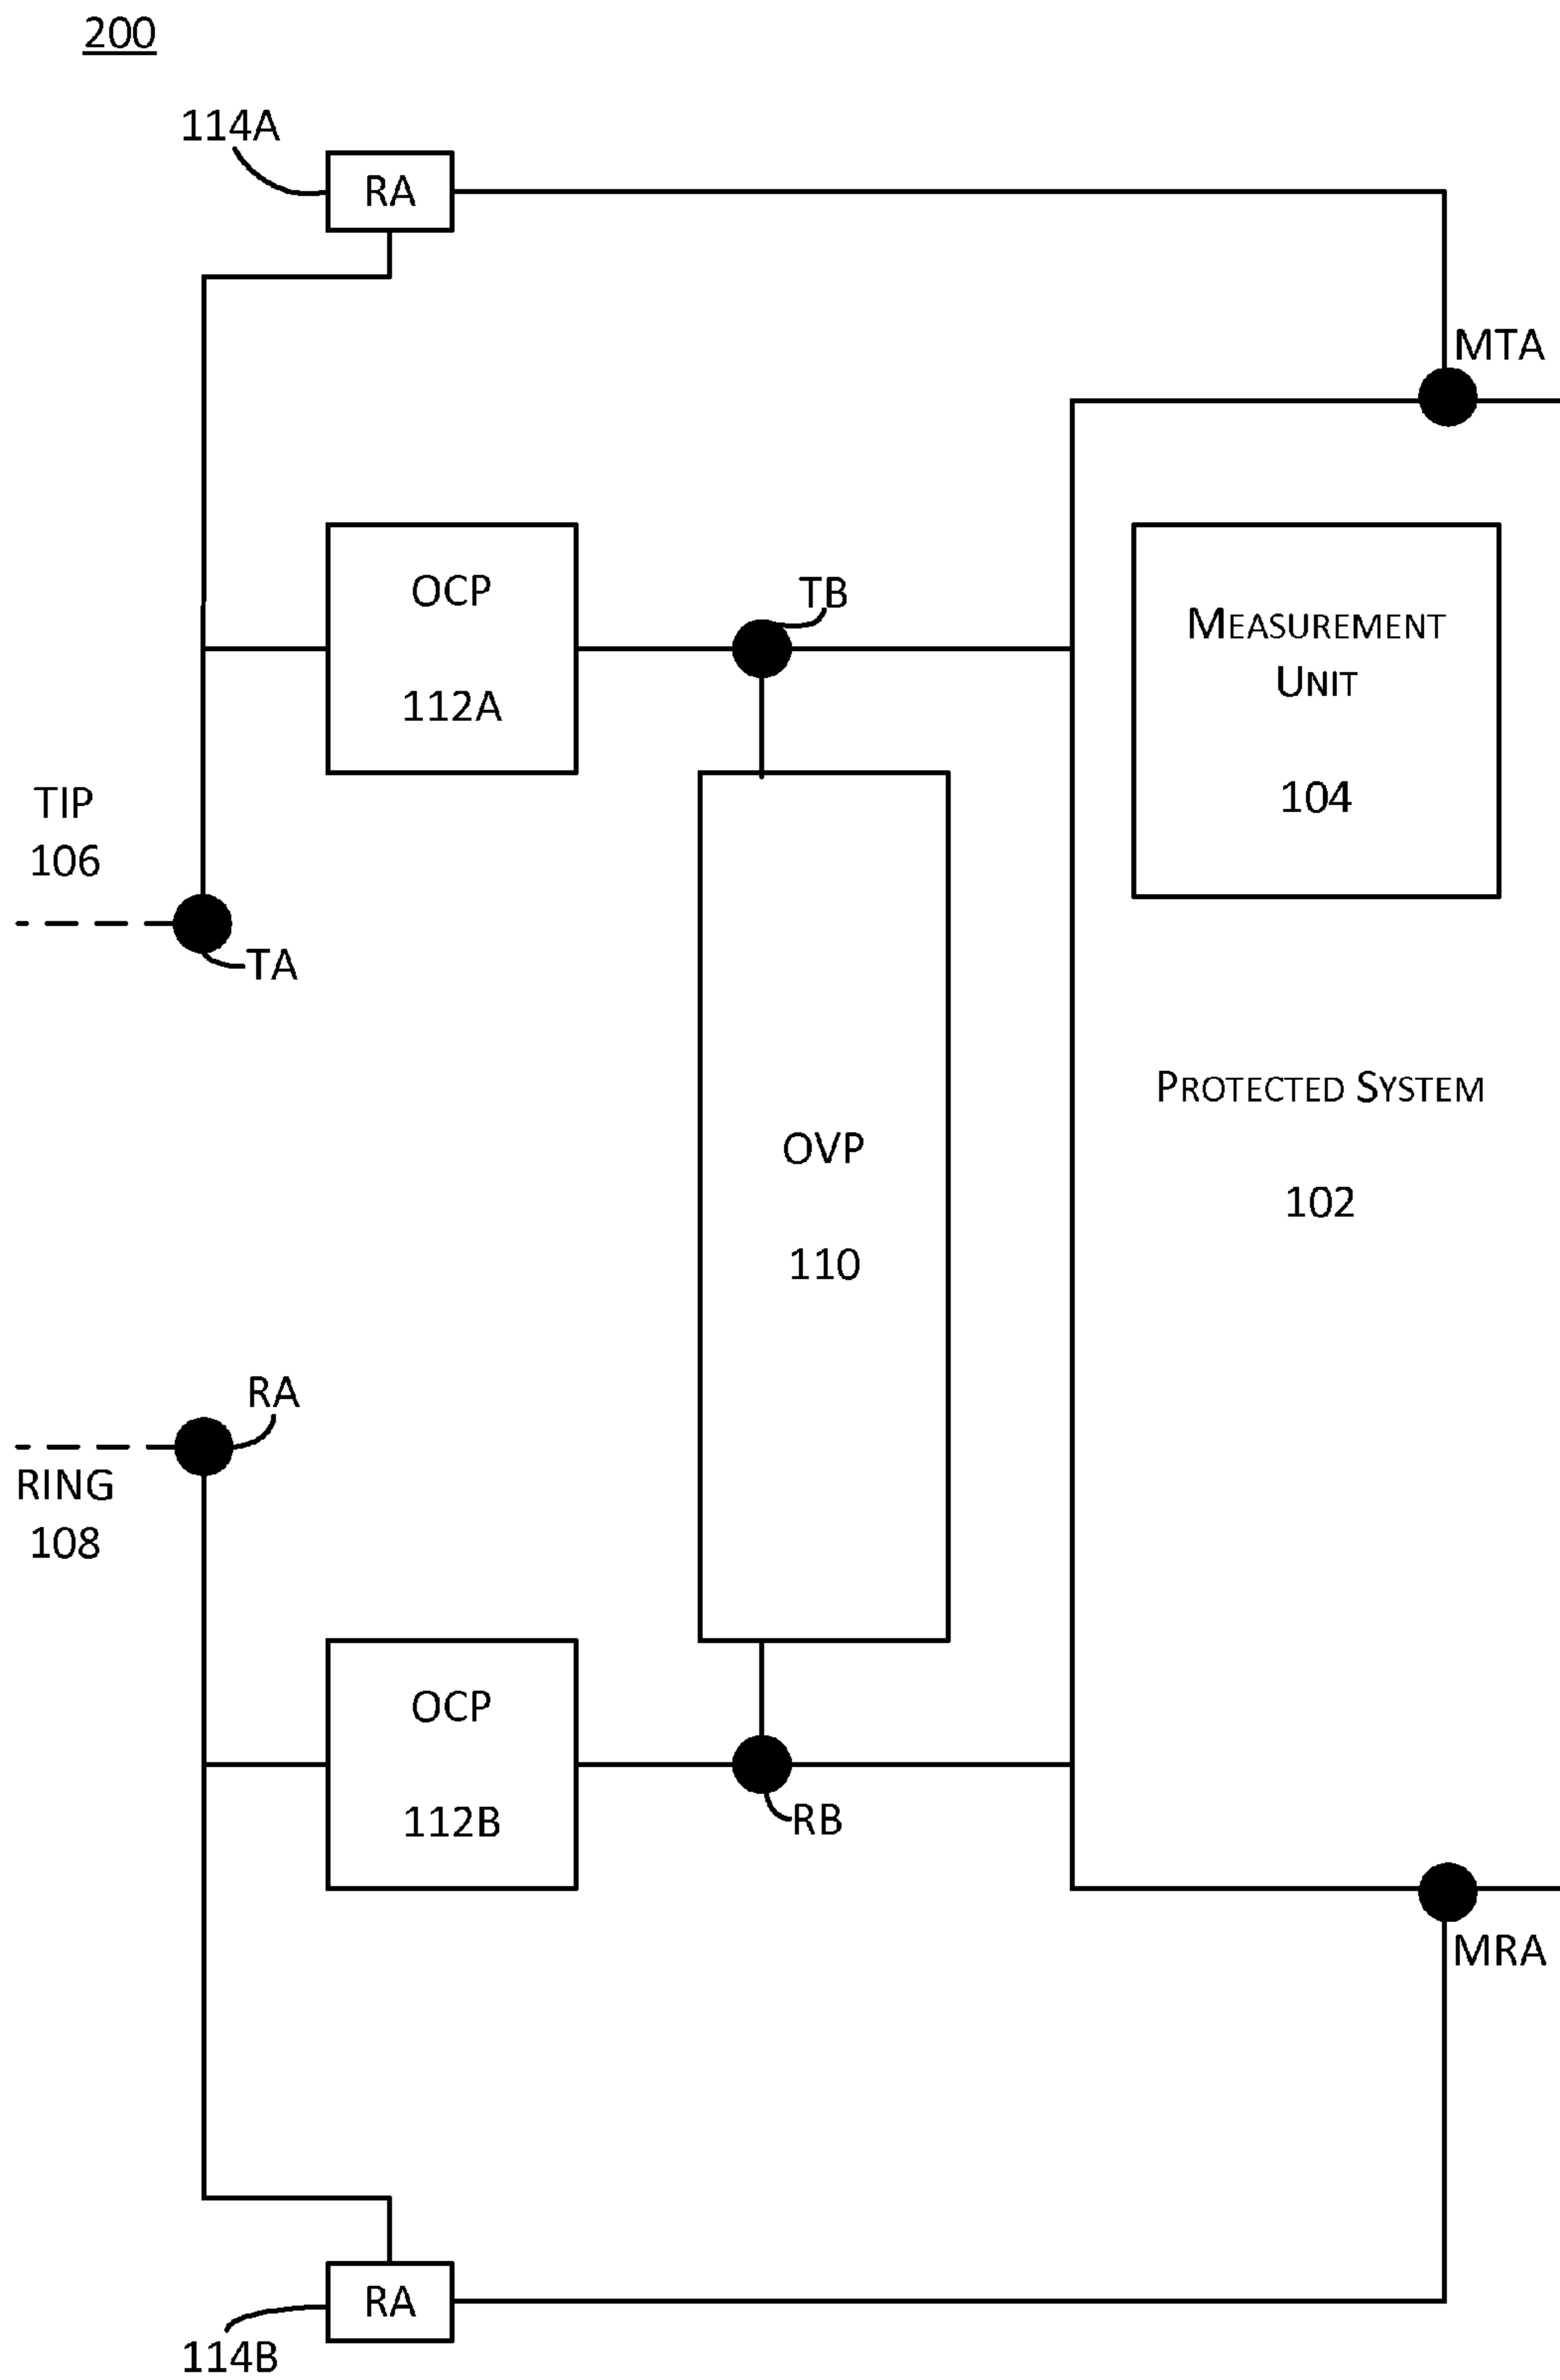 200
114A
RA
MTA
OCP
112A
TB
MEASUREMENT
UNIT
104
TIP
106
TA
PROTECTED SYSTEM
102
OVP
110
RA
RING
108
OCP
112B
RB
MRA
RA
114B